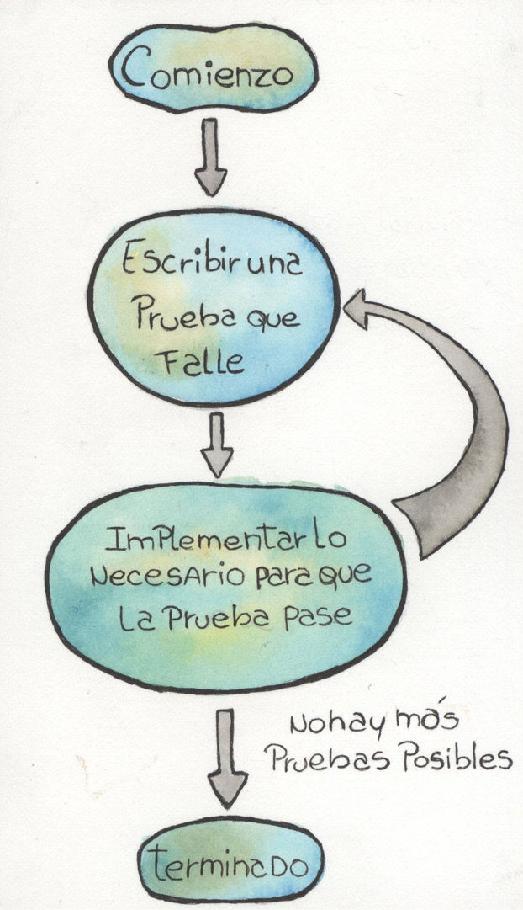 Comienzo
Escribir una
Prueba que
Falle
Implementar lo
necesario para que
La Prueba pase
No hay más
Pruebas Posibles
terminado